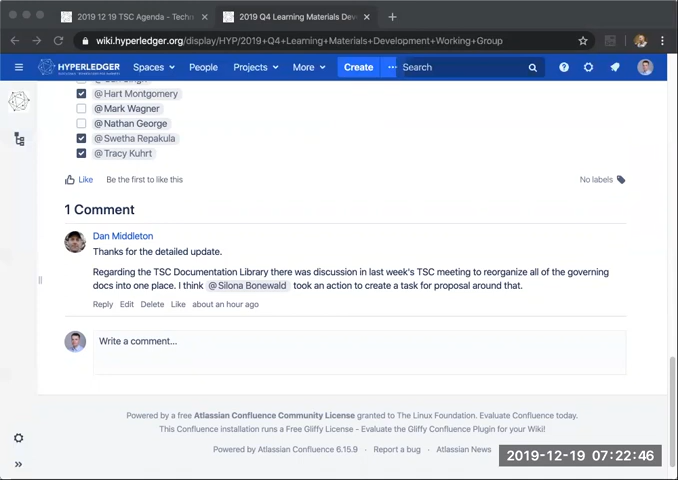 2019 12 19 TSC Agenda - Techn
2019 Q4 Learning Materials Dev
wiki.hyperledger.org/display/HYP/2019+Q4+Learning+Materials+Development+Working+Group
HYPERLEDGER Spaces People Projects More Create ... Search
@Hart Montgomery
@Mark Wagner
@Nathan George
@Swetha Repakula
@Tracy Kuhrt
Like Be the first to like this No labels
1 Comment
Dan Middleton
Thanks for the detailed update.
Regarding the TSC Documentation Library there was discussion in last week's TSC meeting to reorganize all of the governing
docs into one place. I think @Silona Bonewald took an action to create a task for proposal around that.
Reply Edit Delete Like about an hour ago
Write a comment...
Powered by a free Atlassian Confluence Community License granted to The Linux Foundation. Evaluate Confluence today.
This Confluence installation runs a Free Gliffy License - Evaluate the Gliffy Confluence Plugin for your Wiki!
Powered by Atlassian Confluence 6.15.9 · Report a bug · Atlassian News
2019-12-19 07:22:46